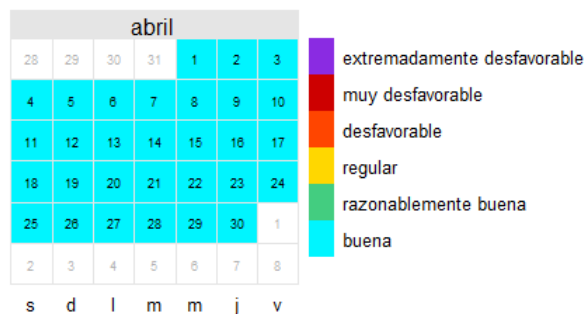 abril
28 29 30 31 1 2 3
4 5 6 7 8 9 10
11 12 13 14 15 16 17
18 19 20 21 22 23 24
25 26 27 28 29 30 1
2 3 4 5 6 7 8
s d l m m j v
extremadamente desfavorable
muy desfavorable
desfavorable
regular
razonablemente buena
buena